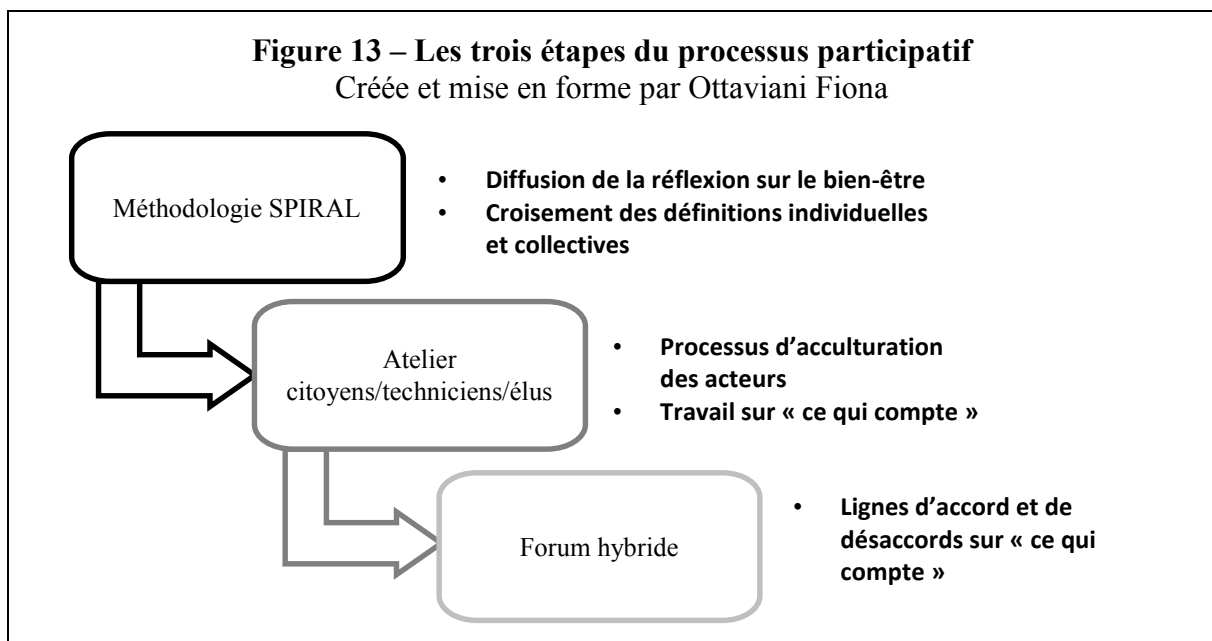 Figure 13 – Les trois étapes du processus participatif
Créée et mise en forme par Ottaviani Fiona
Méthodologie SPIRAL
• Diffusion de la réflexion sur le bien-être
• Croisement des définitions individuelles
et collectives
Atelier
citoyens/techniciens/élus
• Processus d’acculturation
des acteurs
• Travail sur « ce qui compte »
Forum hybride
• Lignes d’accord et de
désaccords sur « ce qui
compte »